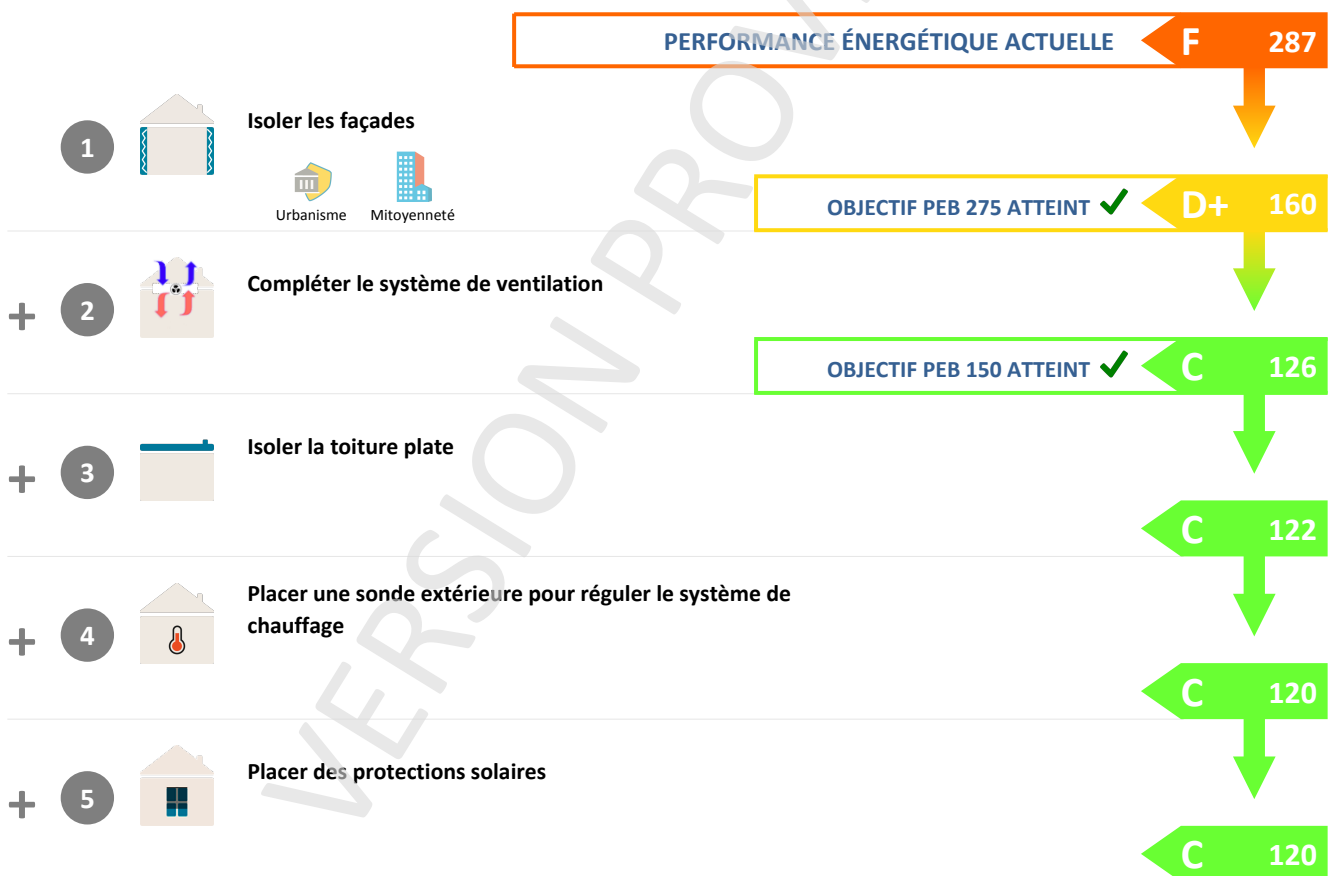 PERFORMANCE ÉNERGÉTIQUE ACTUELLE F 287
1 Isoler les façades
Urbanisme Mitoyenneté
OBJECTIF PEB 275 ATTEINT ✔ D+ 160
+ 2 Compléter le système de ventilation
OBJECTIF PEB 150 ATTEINT ✔ C 126
+ 3 Isoler la toiture plate
C 122
+ 4 Placer une sonde extérieure pour réguler le système de
chauffage
C 120
+ 5 Placer des protections solaires
C 120
VERSION PROV